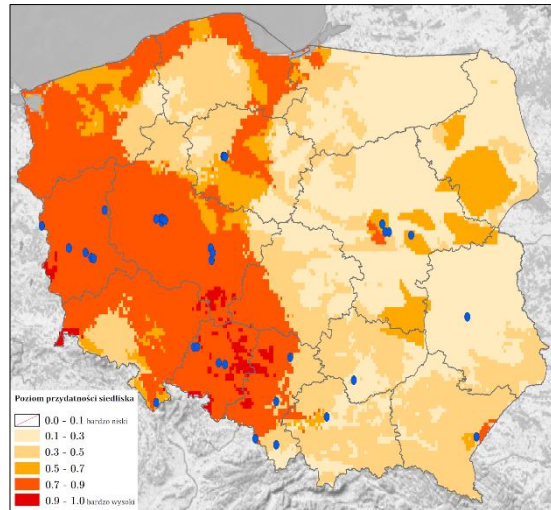 Poziom przydatności siedliska
0.0 - 0.1 bardzo niski
0.1 - 0.3
0.3 - 0.5
0.5 - 0.7
0.7 - 0.9
0.9 - 1.0 bardzo wysoki